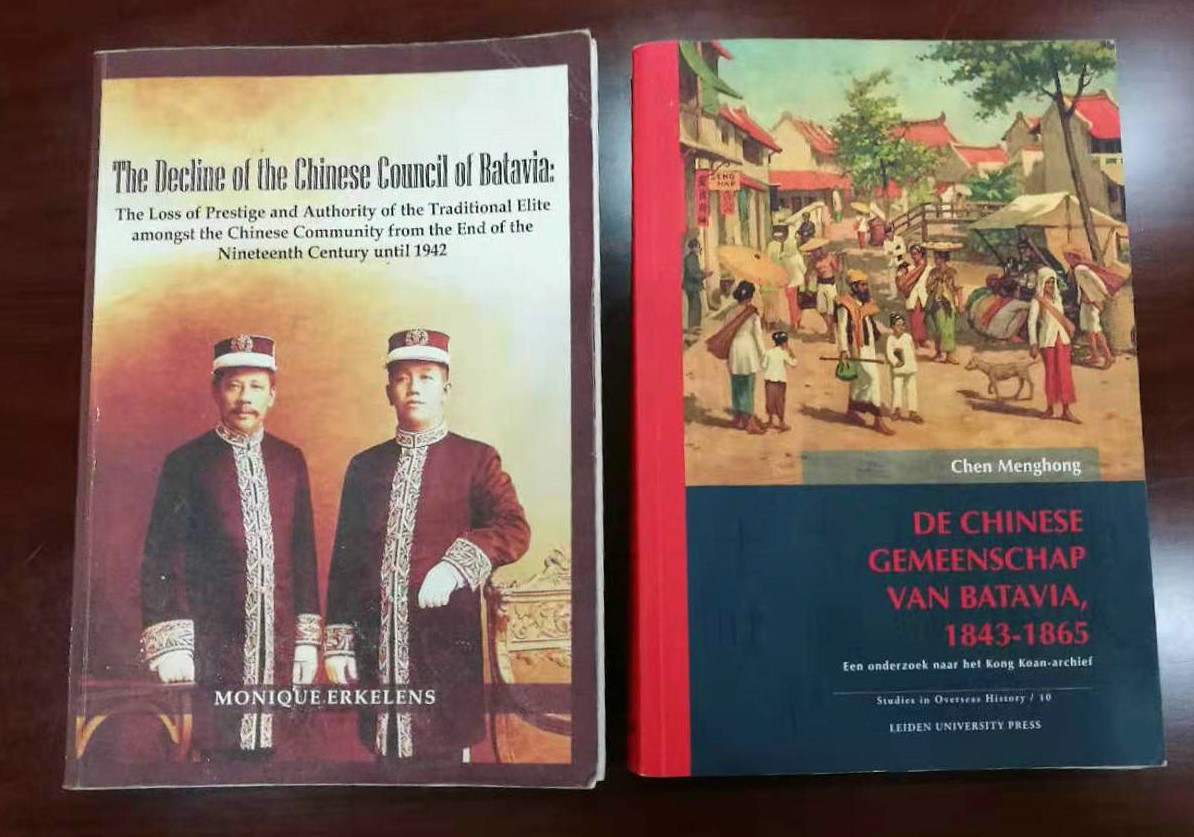 The Decline of the Chinese Council of Batavia:
The Loss of Prestige and Authority of the Traditional Elite
amongst the Chinese Community from the End of the
Nineteenth Century until 1942
MONIQUE ERKELENS
SENG
HAP
Chen Menghong
DE CHINESE
GEMEENSCHAP
VAN BATAVIA,
1843-1865
Een onderzoek naar het Kong Koan-archief
Studies in Overseas History / 10
LEIDEN UNIVERSITY PRESS